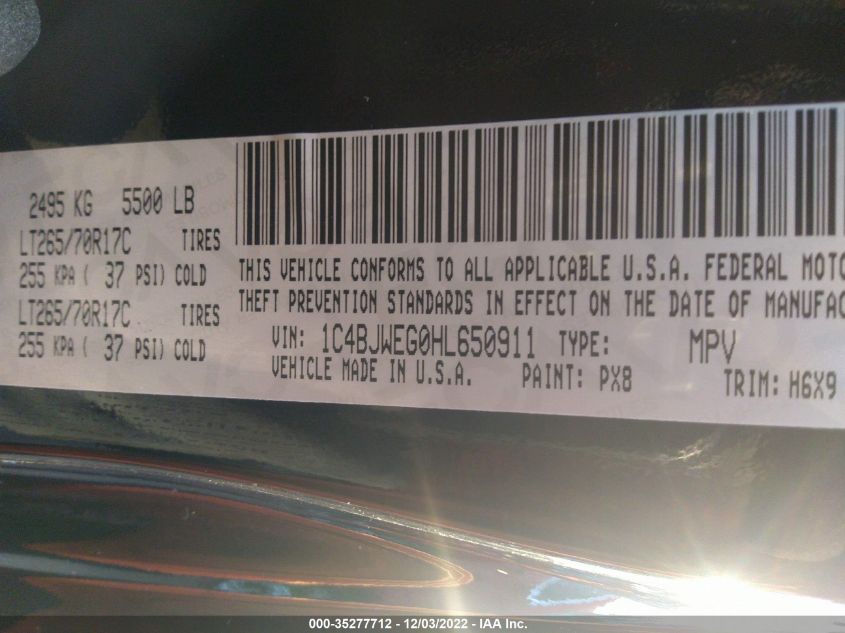 2495 KG 5500 LB
LT265/70R17C TIRES
255 KPA ( 37 PSI) COLD
LT265/70R17C TIRES
255 KPA ( 37 PSI) COLD
THIS VEHICLE CONFORMS TO ALL APPLICABLE U.S.A. FEDERAL MOTO
THEFT PREVENTION STANDARDS IN EFFECT ON THE DATE OF MANUFAC
VIN: 1C4BJWEG0HL650911 TYPE: MPV
VEHICLE MADE IN U.S.A. PAINT: PX8 TRIM: H6X9
000-35277712 - 12/03/2022 - IAA Inc.